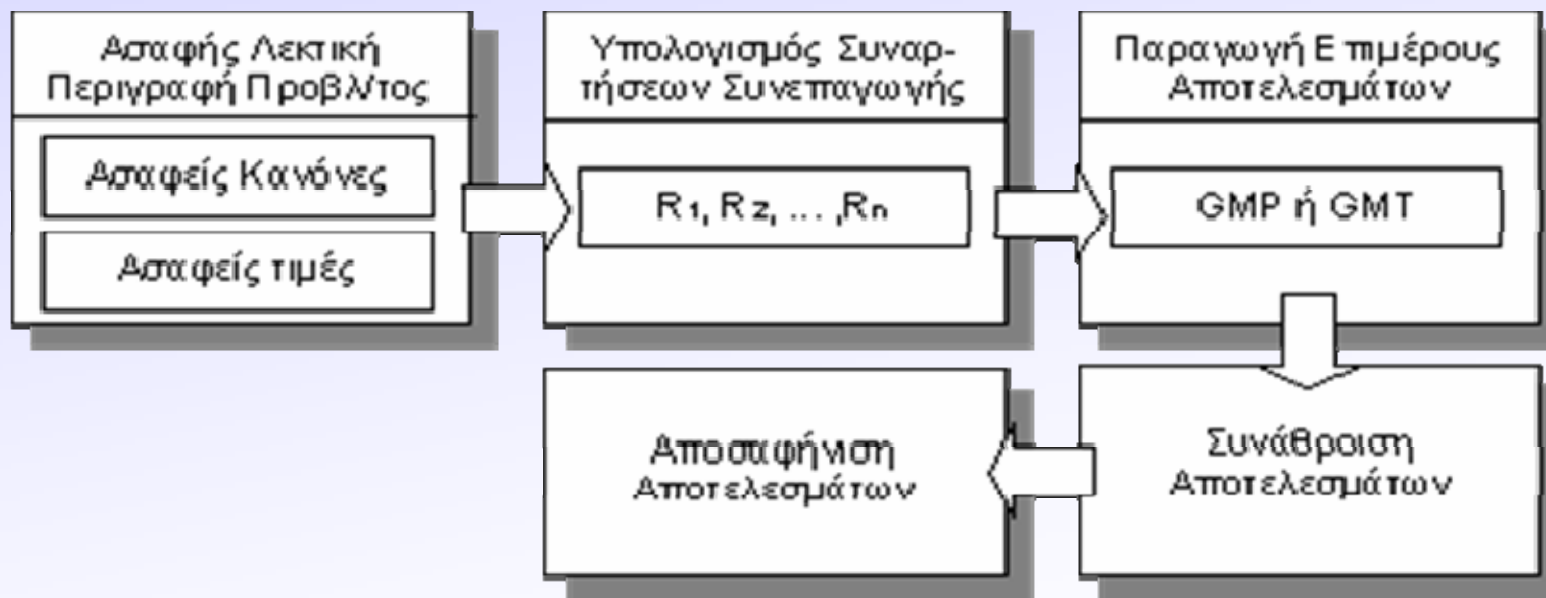 Ασαφής Λεκτική
Περιγραφή Προβλ/τος
Ασαφείς Κανόνες
Ασαφείς τιμές
Υπολογισμός Συναρ-
τήσεων Συνεπαγωγής
R1, R2, ... ,Rn
Παραγωγή Επιμέρους
Αποτελεσμάτων
GMP ή GMT
Συνάθροιση
Αποτελεσμάτων
Αποσαφήνιση
Αποτελεσμάτων